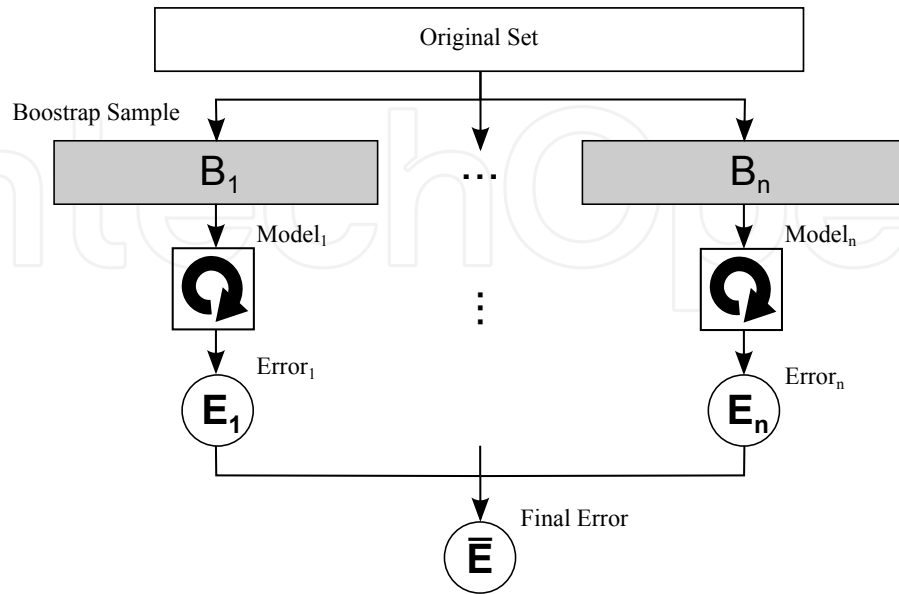 Original Set
Boostrap Sample
B₁
...
Bₙ
Model₁
Modelₙ
⋮
Error₁
Errorₙ
E₁
Eₙ
Final Error
E̅